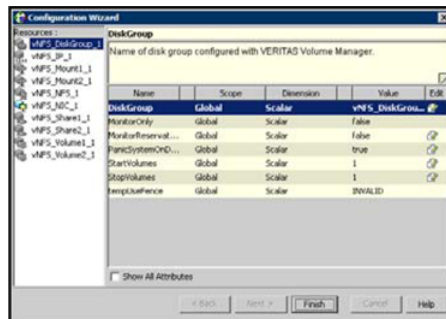 Configuration Wizard
Resources :
vNFS_DiskGroup_1
vNFS_IP_1
vNFS_Mount1_1
vNFS_Mount2_1
vNFS_NFS_1
vNFS_NIC_1
vNFS_Share1_1
vNFS_Share2_1
vNFS_Volume1_1
vNFS_Volume2_1
DiskGroup
Name of disk group configured with VERITAS Volume Manager.
Name Scope Dimension Value Edit
DiskGroup Global Scalar vNFS_DiskGrou...
MonitorOnly Global Scalar false
MonitorReservat... Global Scalar false
PanicSystemOnD... Global Scalar true
StartVolumes Global Scalar 1
StopVolumes Global Scalar 1
tempUseFence Global Scalar INVALID
Show All Attributes
< Back Next > Finish Cancel Help